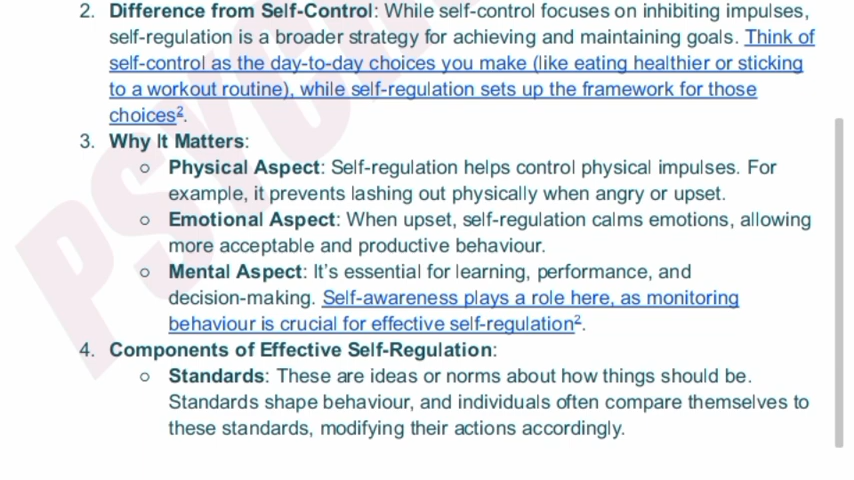 2. Difference from Self-Control: While self-control focuses on inhibiting impulses,
self-regulation is a broader strategy for achieving and maintaining goals. Think of
self-control as the day-to-day choices you make (like eating healthier or sticking
to a workout routine), while self-regulation sets up the framework for those
choices².
3. Why It Matters:
○ Physical Aspect: Self-regulation helps control physical impulses. For
example, it prevents lashing out physically when angry or upset.
○ Emotional Aspect: When upset, self-regulation calms emotions, allowing
more acceptable and productive behaviour.
○ Mental Aspect: It's essential for learning, performance, and
decision-making. Self-awareness plays a role here, as monitoring
behaviour is crucial for effective self-regulation².
4. Components of Effective Self-Regulation:
○ Standards: These are ideas or norms about how things should be.
Standards shape behaviour, and individuals often compare themselves to
these standards, modifying their actions accordingly.